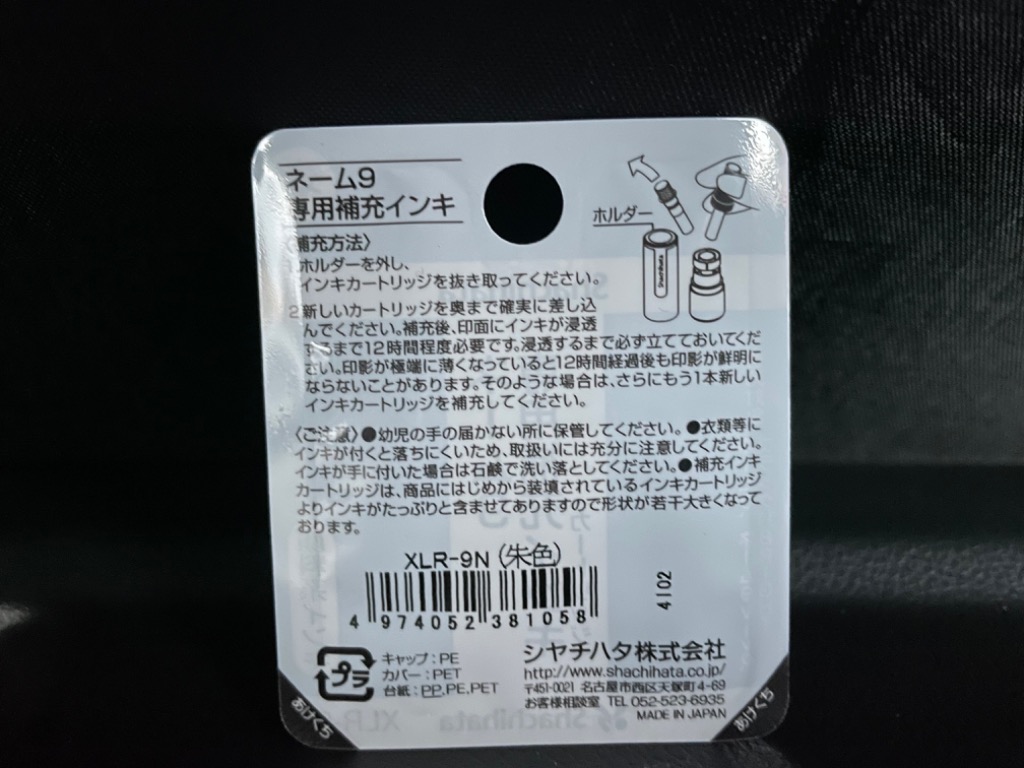 ネーム9
専用補充インキ
ホルダー
Shachihata
〈補充方法〉
1.ホルダーを外し、
インキカートリッジを抜き取ってください。
2.新しいカートリッジを奥まで確実に差し込
んでください。補充後、印面にインキが浸透
するまで12時間程度必要です。浸透するまで必ず立てておいてくだ
さい。印影が極端に薄くなっていると12時間経過後も印影が鮮明に
ならないことがあります。そのような場合は、さらにもう1本新しい
インキカートリッジを補充してください。
〈ご注意〉●幼児の手の届かない所に保管してください。●衣類等に
インキが付くと落ちにくいため、取扱いには充分に注意してください。
インキが手に付いた場合は石鹸で洗い落としてください。●補充インキ
カートリッジは、商品にはじめから装填されているインキカートリッジ
よりインキがたっぷりと含ませてありますので形状が若干大きくなって
おります。
XLR-9N (朱色)
4 974052 381058
4102
プラ
キャップ:PE
カバー:PET
台紙:PP,PE,PET
シヤチハタ株式会社
http://www.shachihata.co.jp/
〒451-0021 名古屋市西区天塚町4-69
お客様相談室 TEL 052-523-6935
MADE IN JAPAN
あけくち
あけくち